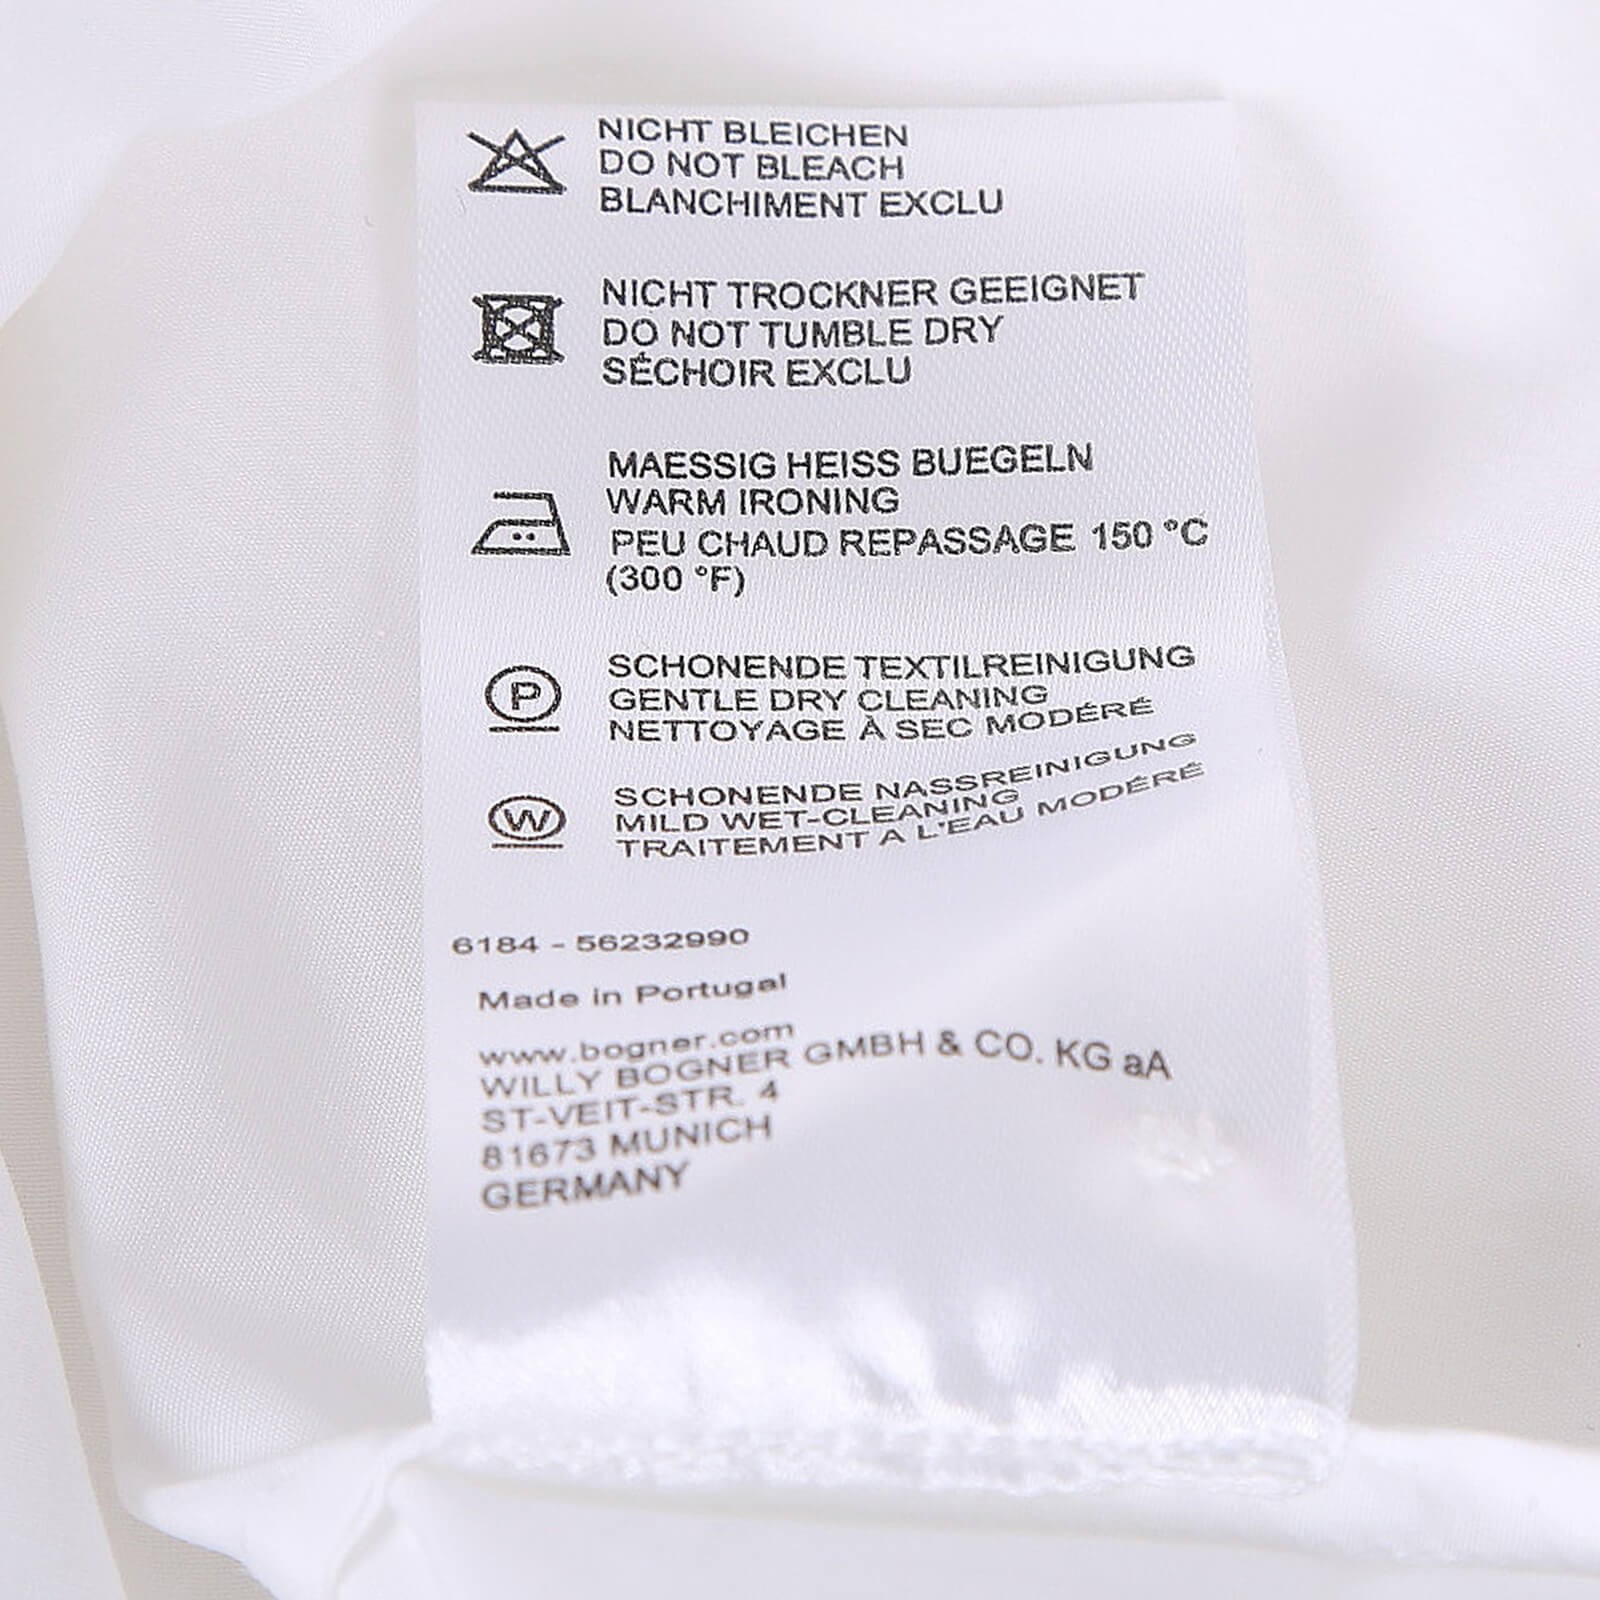 NICHT BLEICHEN
DO NOT BLEACH
BLANCHIMENT EXCLU
NICHT TROCKNER GEEIGNET
DO NOT TUMBLE DRY
SÉCHOIR EXCLU
MAESSIG HEISS BUEGELN
WARM IRONING
PEU CHAUD REPASSAGE 150 °C
(300 °F)
P
SCHONENDE TEXTILREINIGUNG
GENTLE DRY CLEANING
NETTOYAGE À SEC MODÉRÉ
W
SCHONENDE NASSREINIGUNG
MILD WET-CLEANING
TRAITEMENT A L'EAU MODÉRÉ
6184 - 56232990
Made in Portugal
www.bogner.com
WILLY BOGNER GMBH & CO. KG aA
ST-VEIT-STR. 4
81673 MUNICH
GERMANY